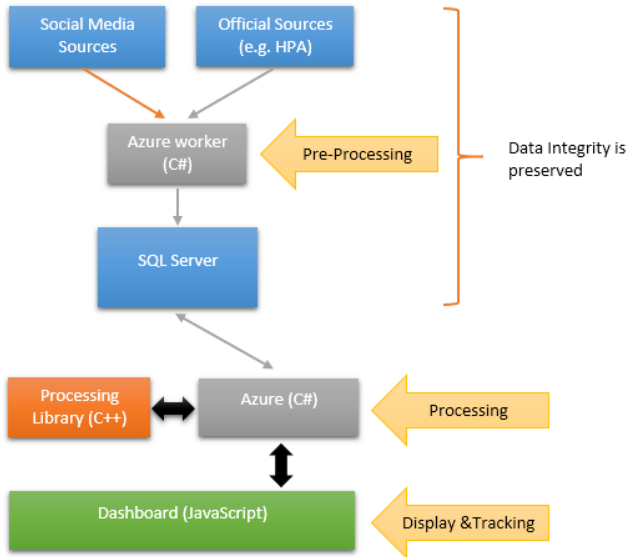 Social Media
Sources
Official Sources
(e.g. HPA)
Azure worker
(C#)
Pre-Processing
Data Integrity is
preserved
SQL Server
Processing
Library (C++)
Azure (C#)
Processing
Dashboard (JavaScript)
Display &Tracking